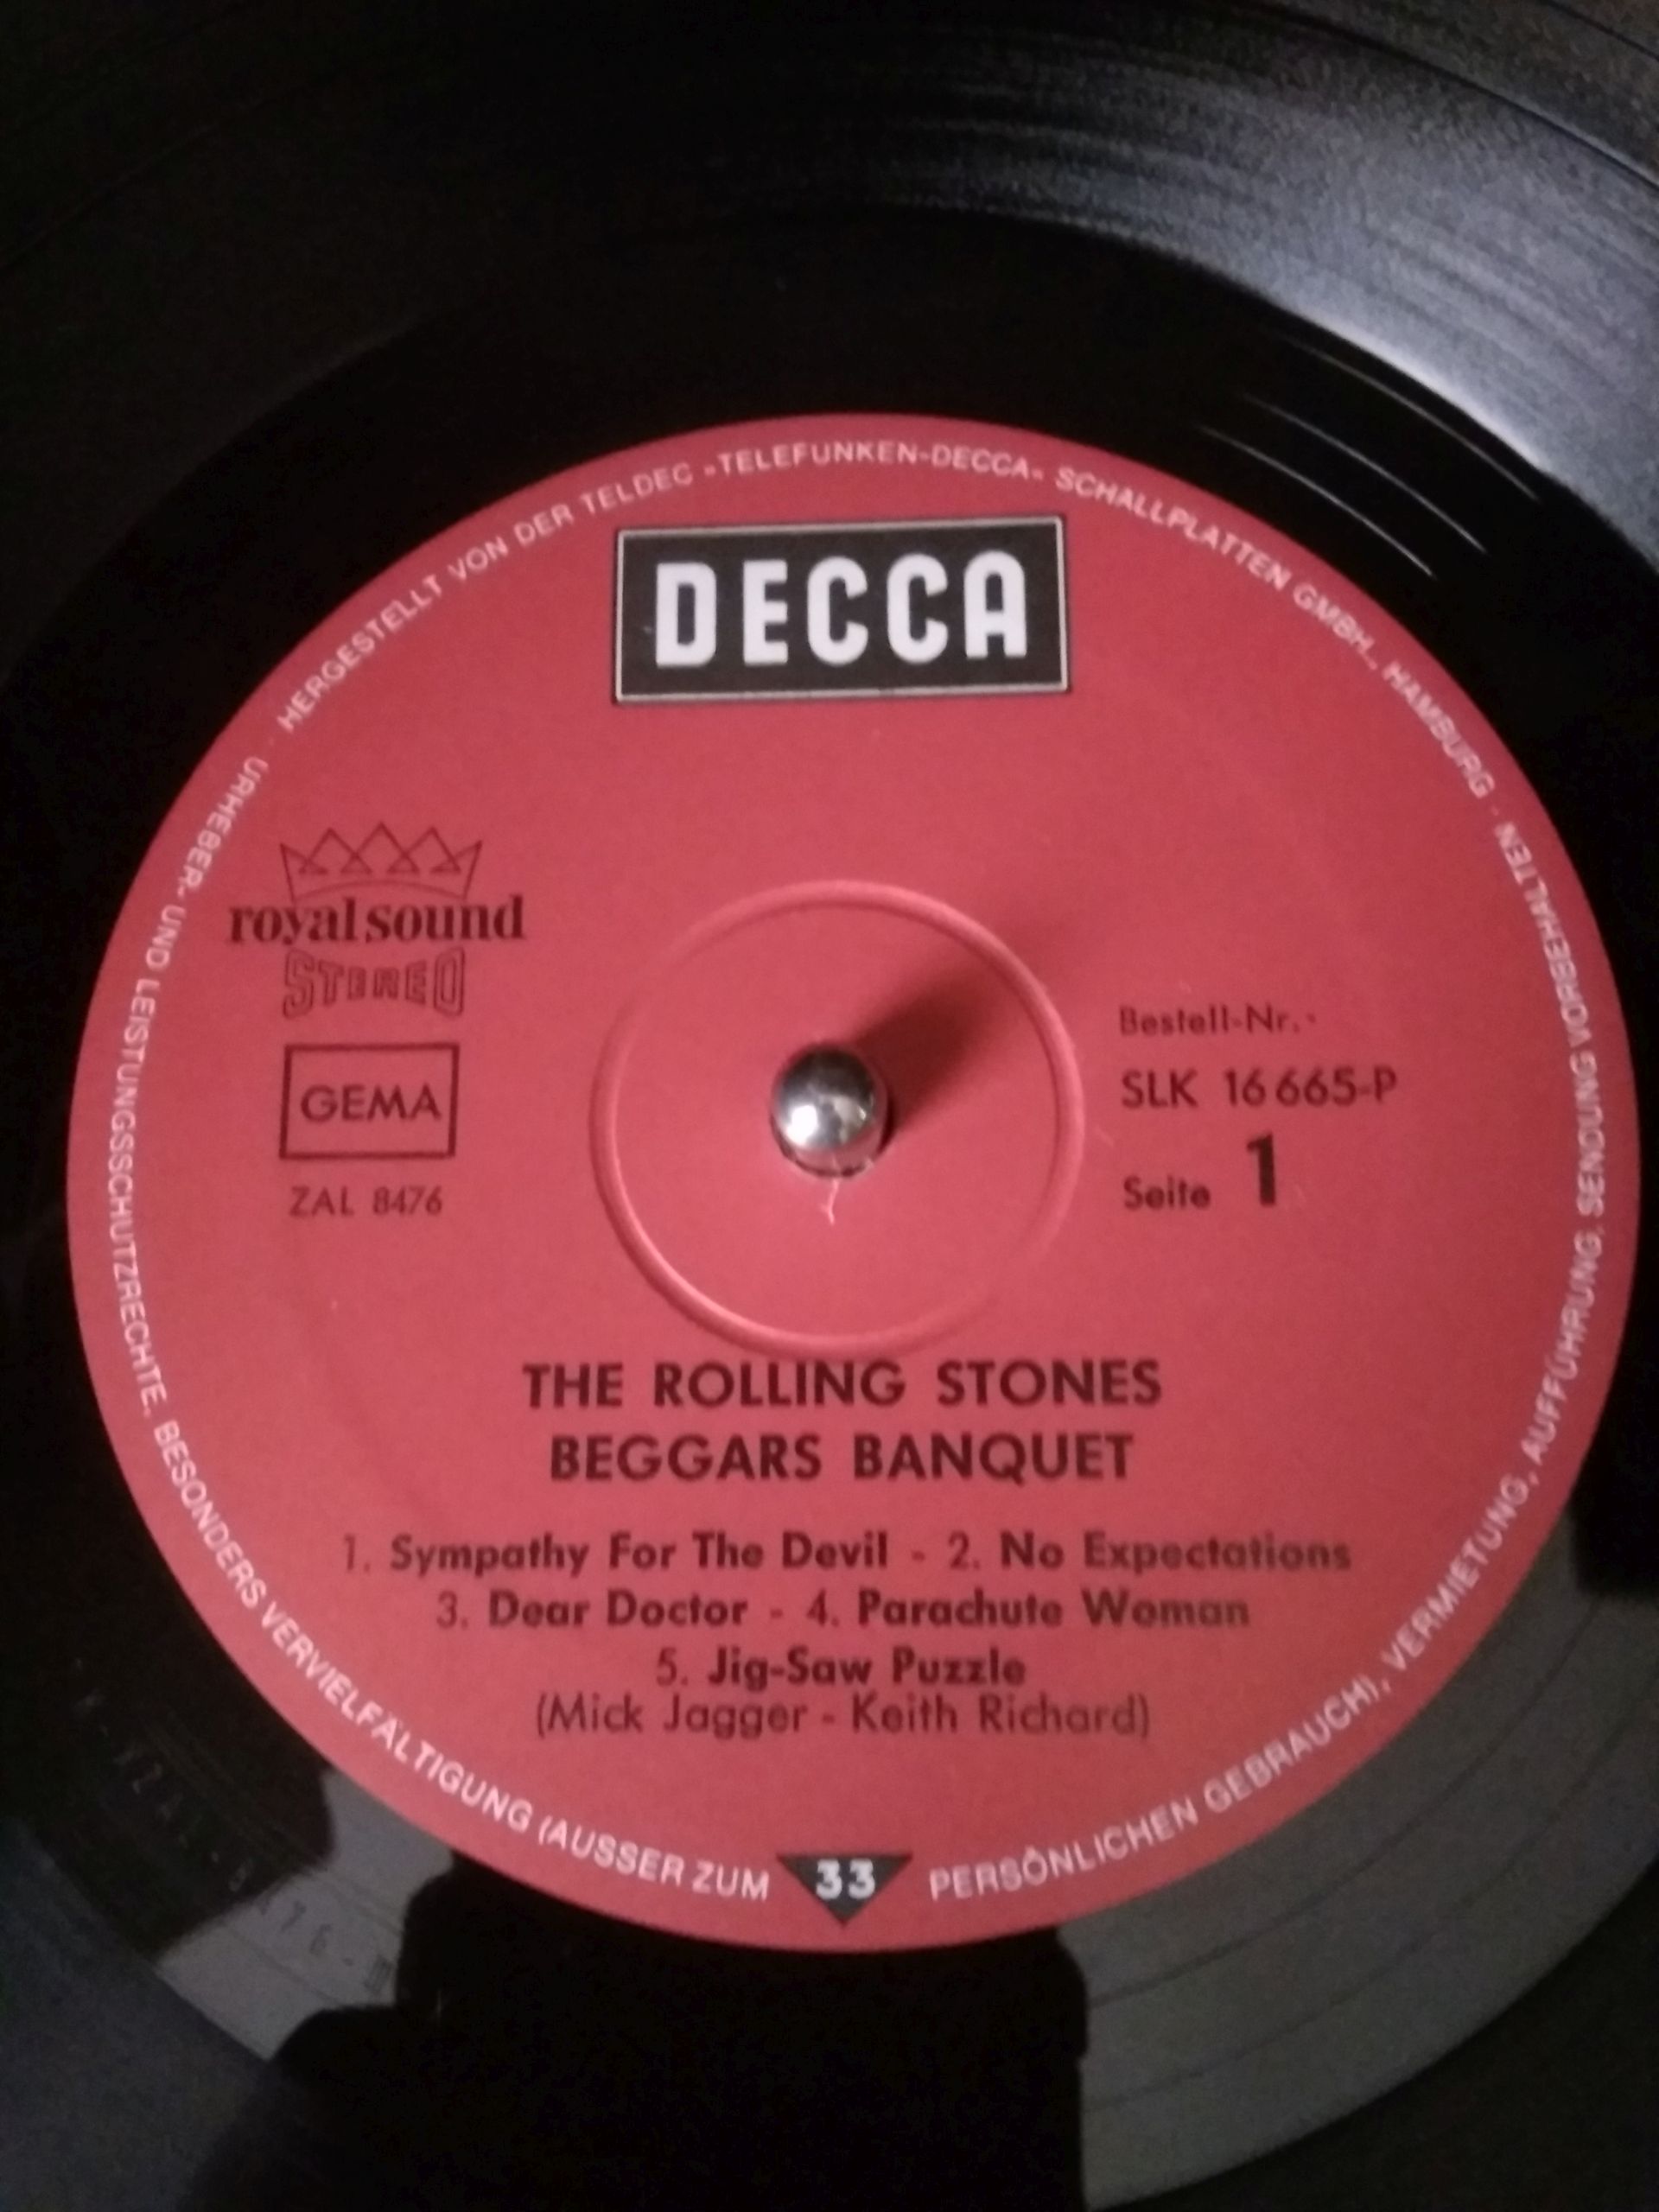 HERGESTELLT VON DER TELDEC »TELEFUNKEN-DECCA« SCHALLPLATTEN GMBH., HAMBURG ·
URHEBER- UND LEISTUNGSSCHUTZRECHTE, BESONDERS VERVIELFÄLTIGUNG (AUSSER ZUM PERSÖNLICHEN GEBRAUCH), VERMIETUNG, AUFFÜHRUNG, SENDUNG VORBEHALTEN
DECCA
royal sound
STEREO
GEMA
ZAL 8476
Bestell-Nr.
SLK 16 665-P
Seite 1
THE ROLLING STONES
BEGGARS BANQUET
1. Sympathy For The Devil - 2. No Expectations
3. Dear Doctor - 4. Parachute Woman
5. Jig-Saw Puzzle
(Mick Jagger - Keith Richard)
33